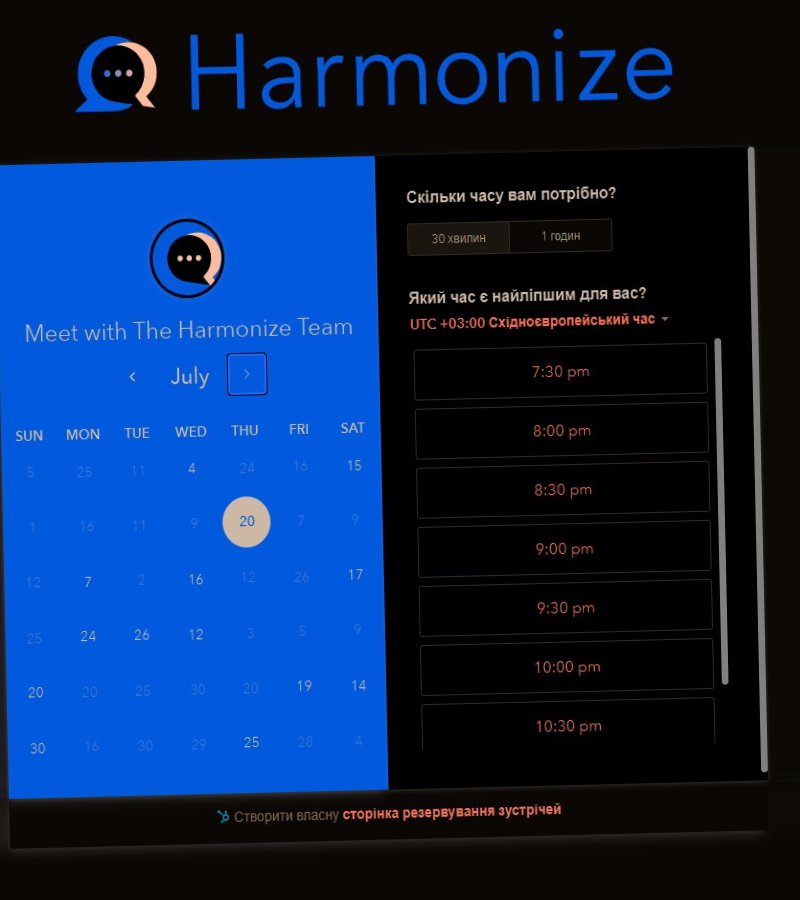 Harmonize
Meet with The Harmonize Team
July
SUN MON TUE WED THU FRI SAT
5 25 11 4 24 16 15
1 16 11 9 20 7 9
12 7 2 16 12 26 17
25 24 26 12 3 5 9
20 20 25 30 20 19 14
30 16 30 29 25 28 4
Скільки часу вам потрібно?
30 хвилин 1 годин
Який час є найліпшим для вас?
UTC +03:00 Східноєвропейський час
7:30 pm
8:00 pm
8:30 pm
9:00 pm
9:30 pm
10:00 pm
10:30 pm
Створити власну сторінка резервування зустрічей